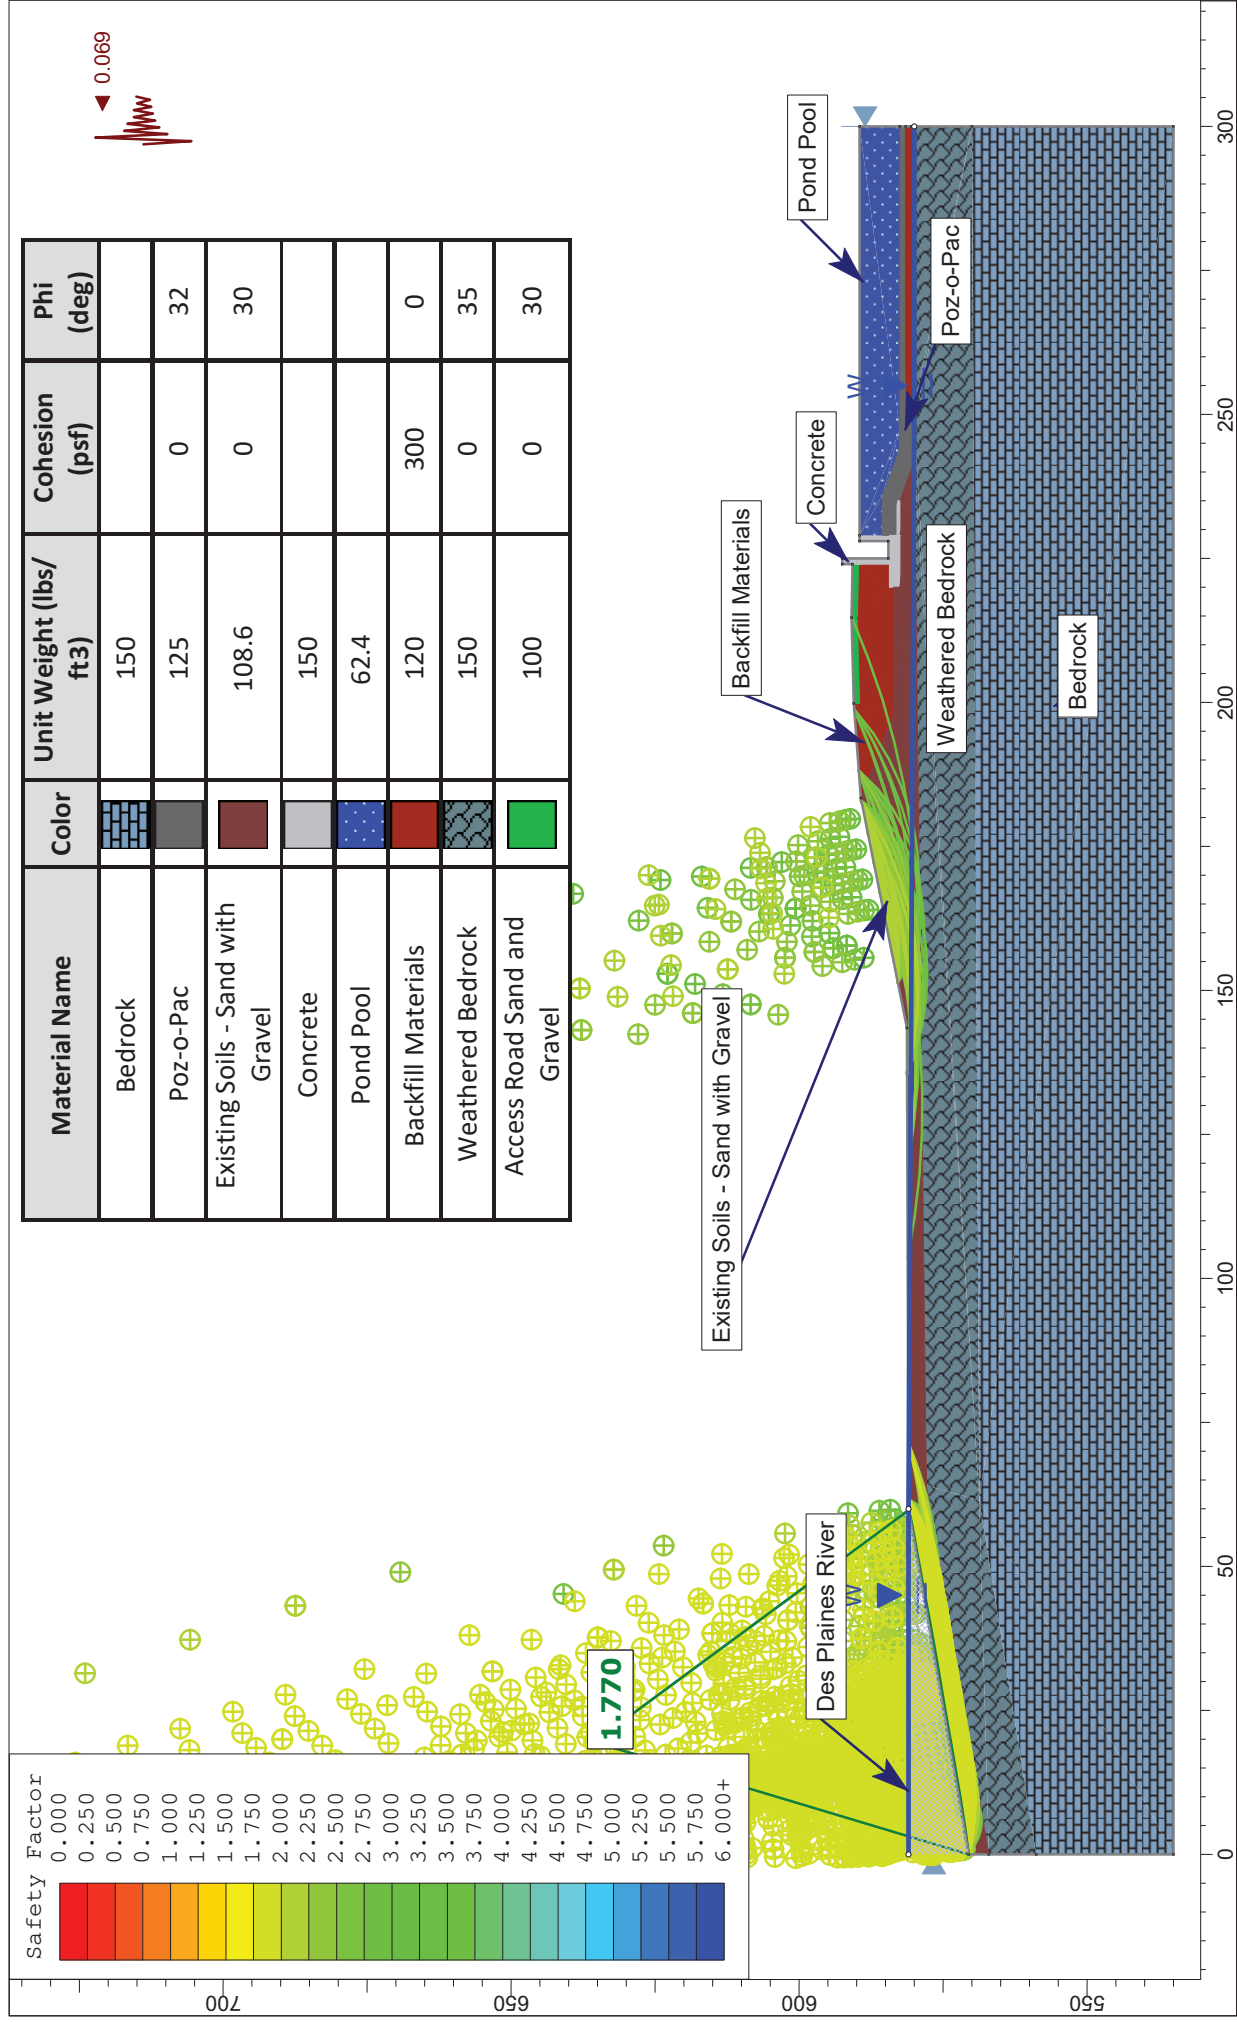 Safety Factor
0.000
0.250
0.500
0.750
1.000
1.250
1.500
1.750
2.000
2.250
2.500
2.750
3.000
3.250
3.500
3.750
4.000
4.250
4.500
4.750
5.000
5.250
5.500
5.750
6.000+
Material Name Color Unit Weight (lbs/ft3) Cohesion (psf) Phi (deg)
Bedrock 150
Poz-o-Pac 125 0 32
Existing Soils - Sand with Gravel 108.6 0 30
Concrete 150
Pond Pool 62.4
Backfill Materials 120 300 0
Weathered Bedrock 150 0 35
Access Road Sand and Gravel 100 0 30
0.069
1.770
Des Plaines River
W
Existing Soils - Sand with Gravel
Backfill Materials
Concrete
Pond Pool
W
Poz-o-Pac
Weathered Bedrock
Bedrock
700
650
600
550
0
50
100
150
200
250
300